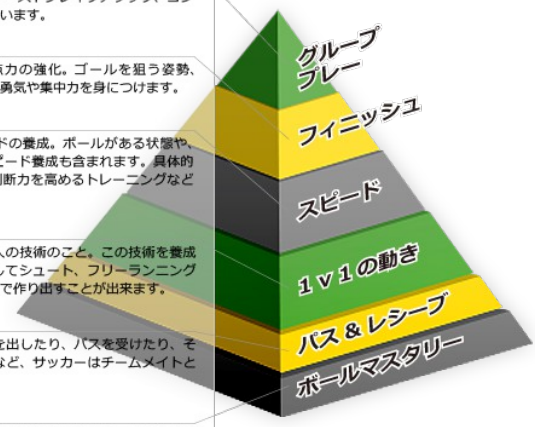 います。
点力の強化。ゴールを狙う姿勢、
勇気や集中力を身につけます。
ドの養成。ボールがある状態や、
ピード養成も含まれます。具体的
判断力を高めるトレーニングなど
人の技術のこと。この技術を養成
してシュート、フリーランニング
で作り出すことが出来ます。
を出したり、パスを受けたり、そ
など、サッカーはチームメイトと
グループ
プレー
フィニッシュ
スピード
1v1の動き
パス&レシーブ
ボールマスタリー